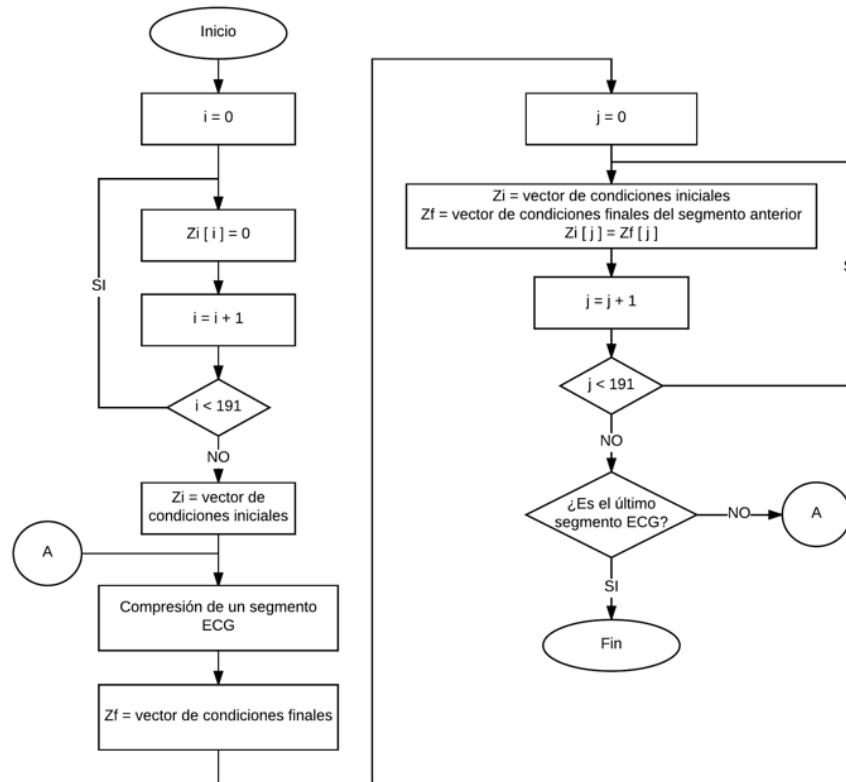 Inicio
i = 0
Zi [ i ] = 0
SI
i = i + 1
i < 191
NO
Zi = vector de
condiciones iniciales
A
Compresión de un segmento
ECG
Zf = vector de condiciones finales
j = 0
Zi = vector de condiciones iniciales
Zf = vector de condiciones finales del segmento anterior
Zi [ j ] = Zf [ j ]
j = j + 1
j < 191
NO
¿Es el último
segmento ECG?
NO
A
SI
Fin